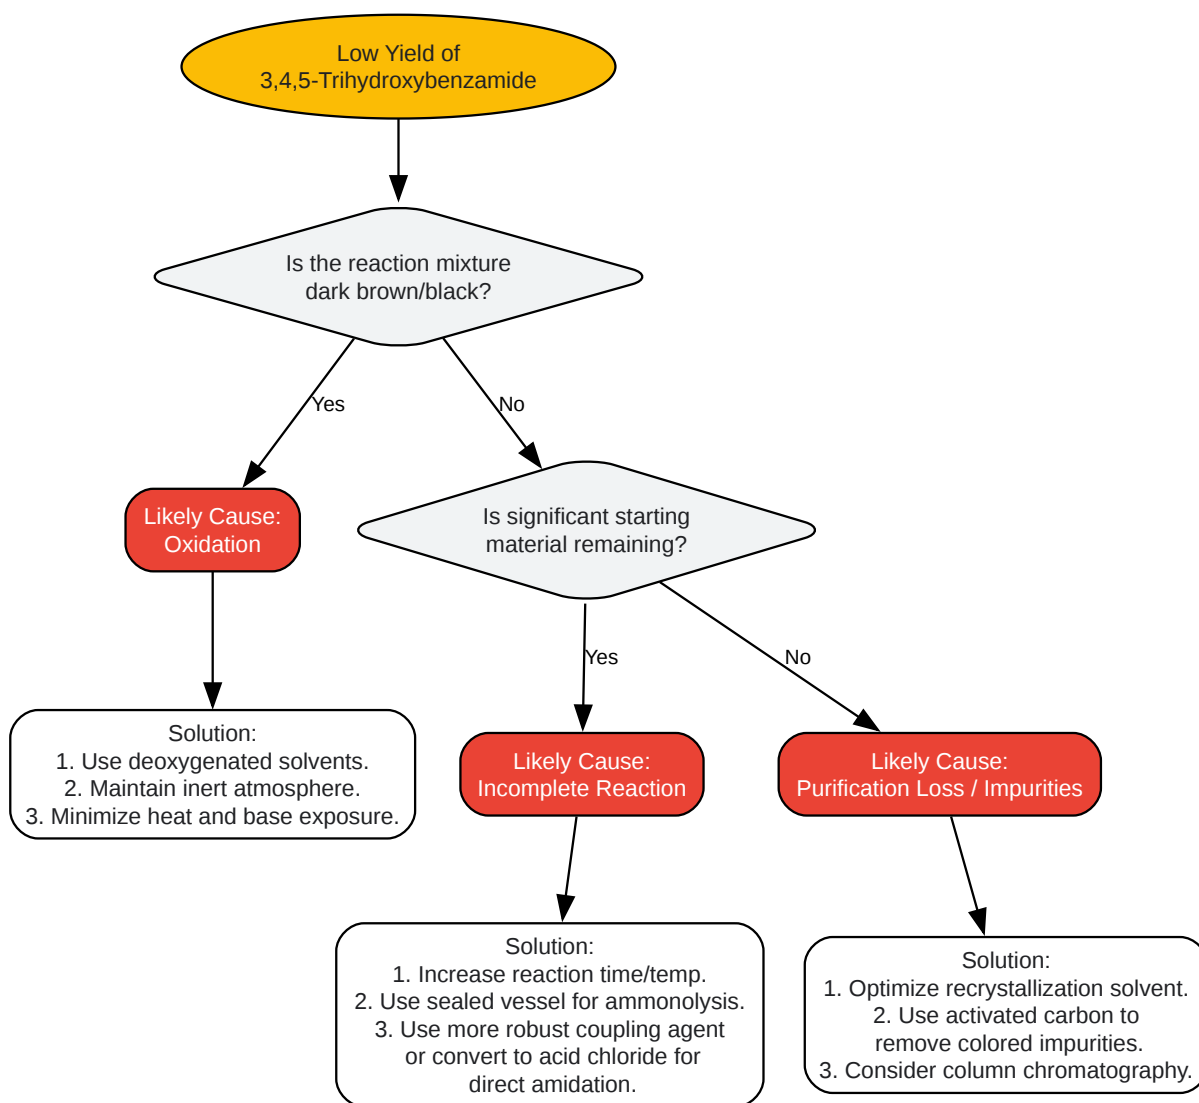 Low Yield of
3,4,5-Trihydroxybenzamide
Is the reaction mixture
dark brown/black?
Yes
No
Likely Cause:
Oxidation
Is significant starting
material remaining?
Yes
No
Solution:
1. Use deoxygenated solvents.
2. Maintain inert atmosphere.
3. Minimize heat and base exposure.
Likely Cause:
Incomplete Reaction
Likely Cause:
Purification Loss / Impurities
Solution:
1. Increase reaction time/temp.
2. Use sealed vessel for ammonolysis.
3. Use more robust coupling agent
or convert to acid chloride for
direct amidation.
Solution:
1. Optimize recrystallization solvent.
2. Use activated carbon to
remove colored impurities.
3. Consider column chromatography.